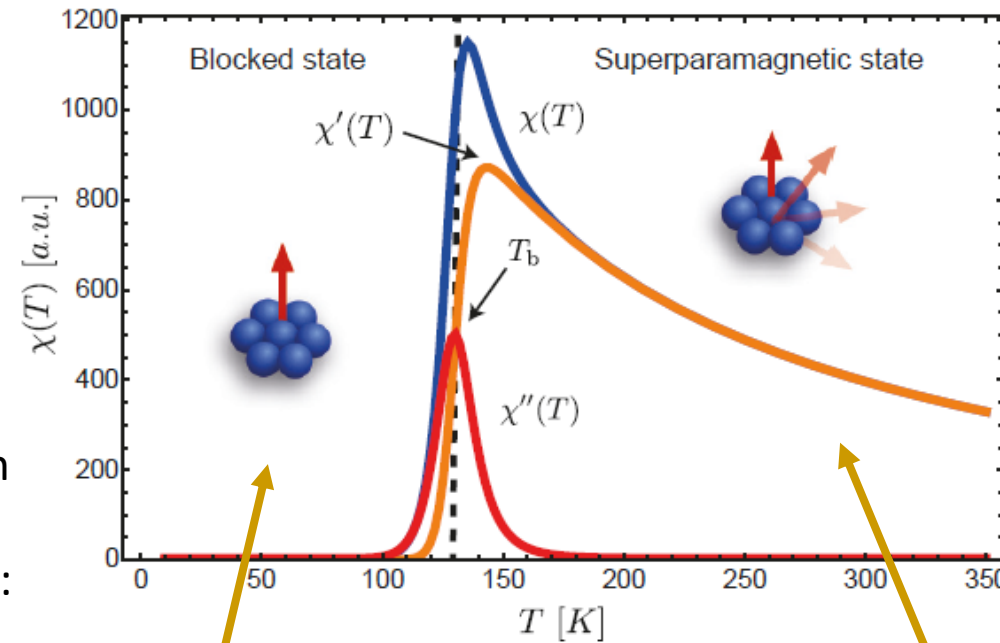 1200
Blocked state
Superparamagnetic state
1000
χ(T)
χ′(T)
800
χ(T) [a.u.]
T_b
600
400
χ″(T)
200
n
0
:
0 50 100 150 200 250 300 350
T [K]